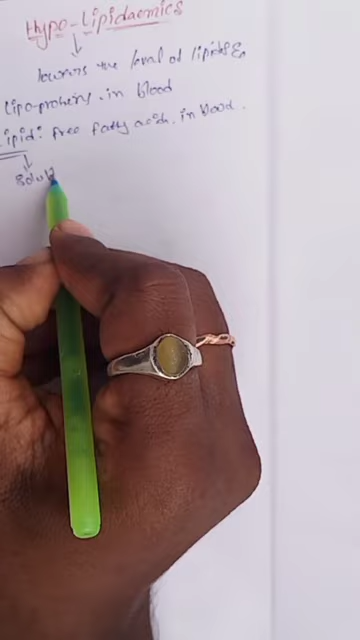 Hypo-Lipidaemics
lowers the level of lipids &
lipo-proteins in blood
Lipid: free fatty acids in blood.
Solub